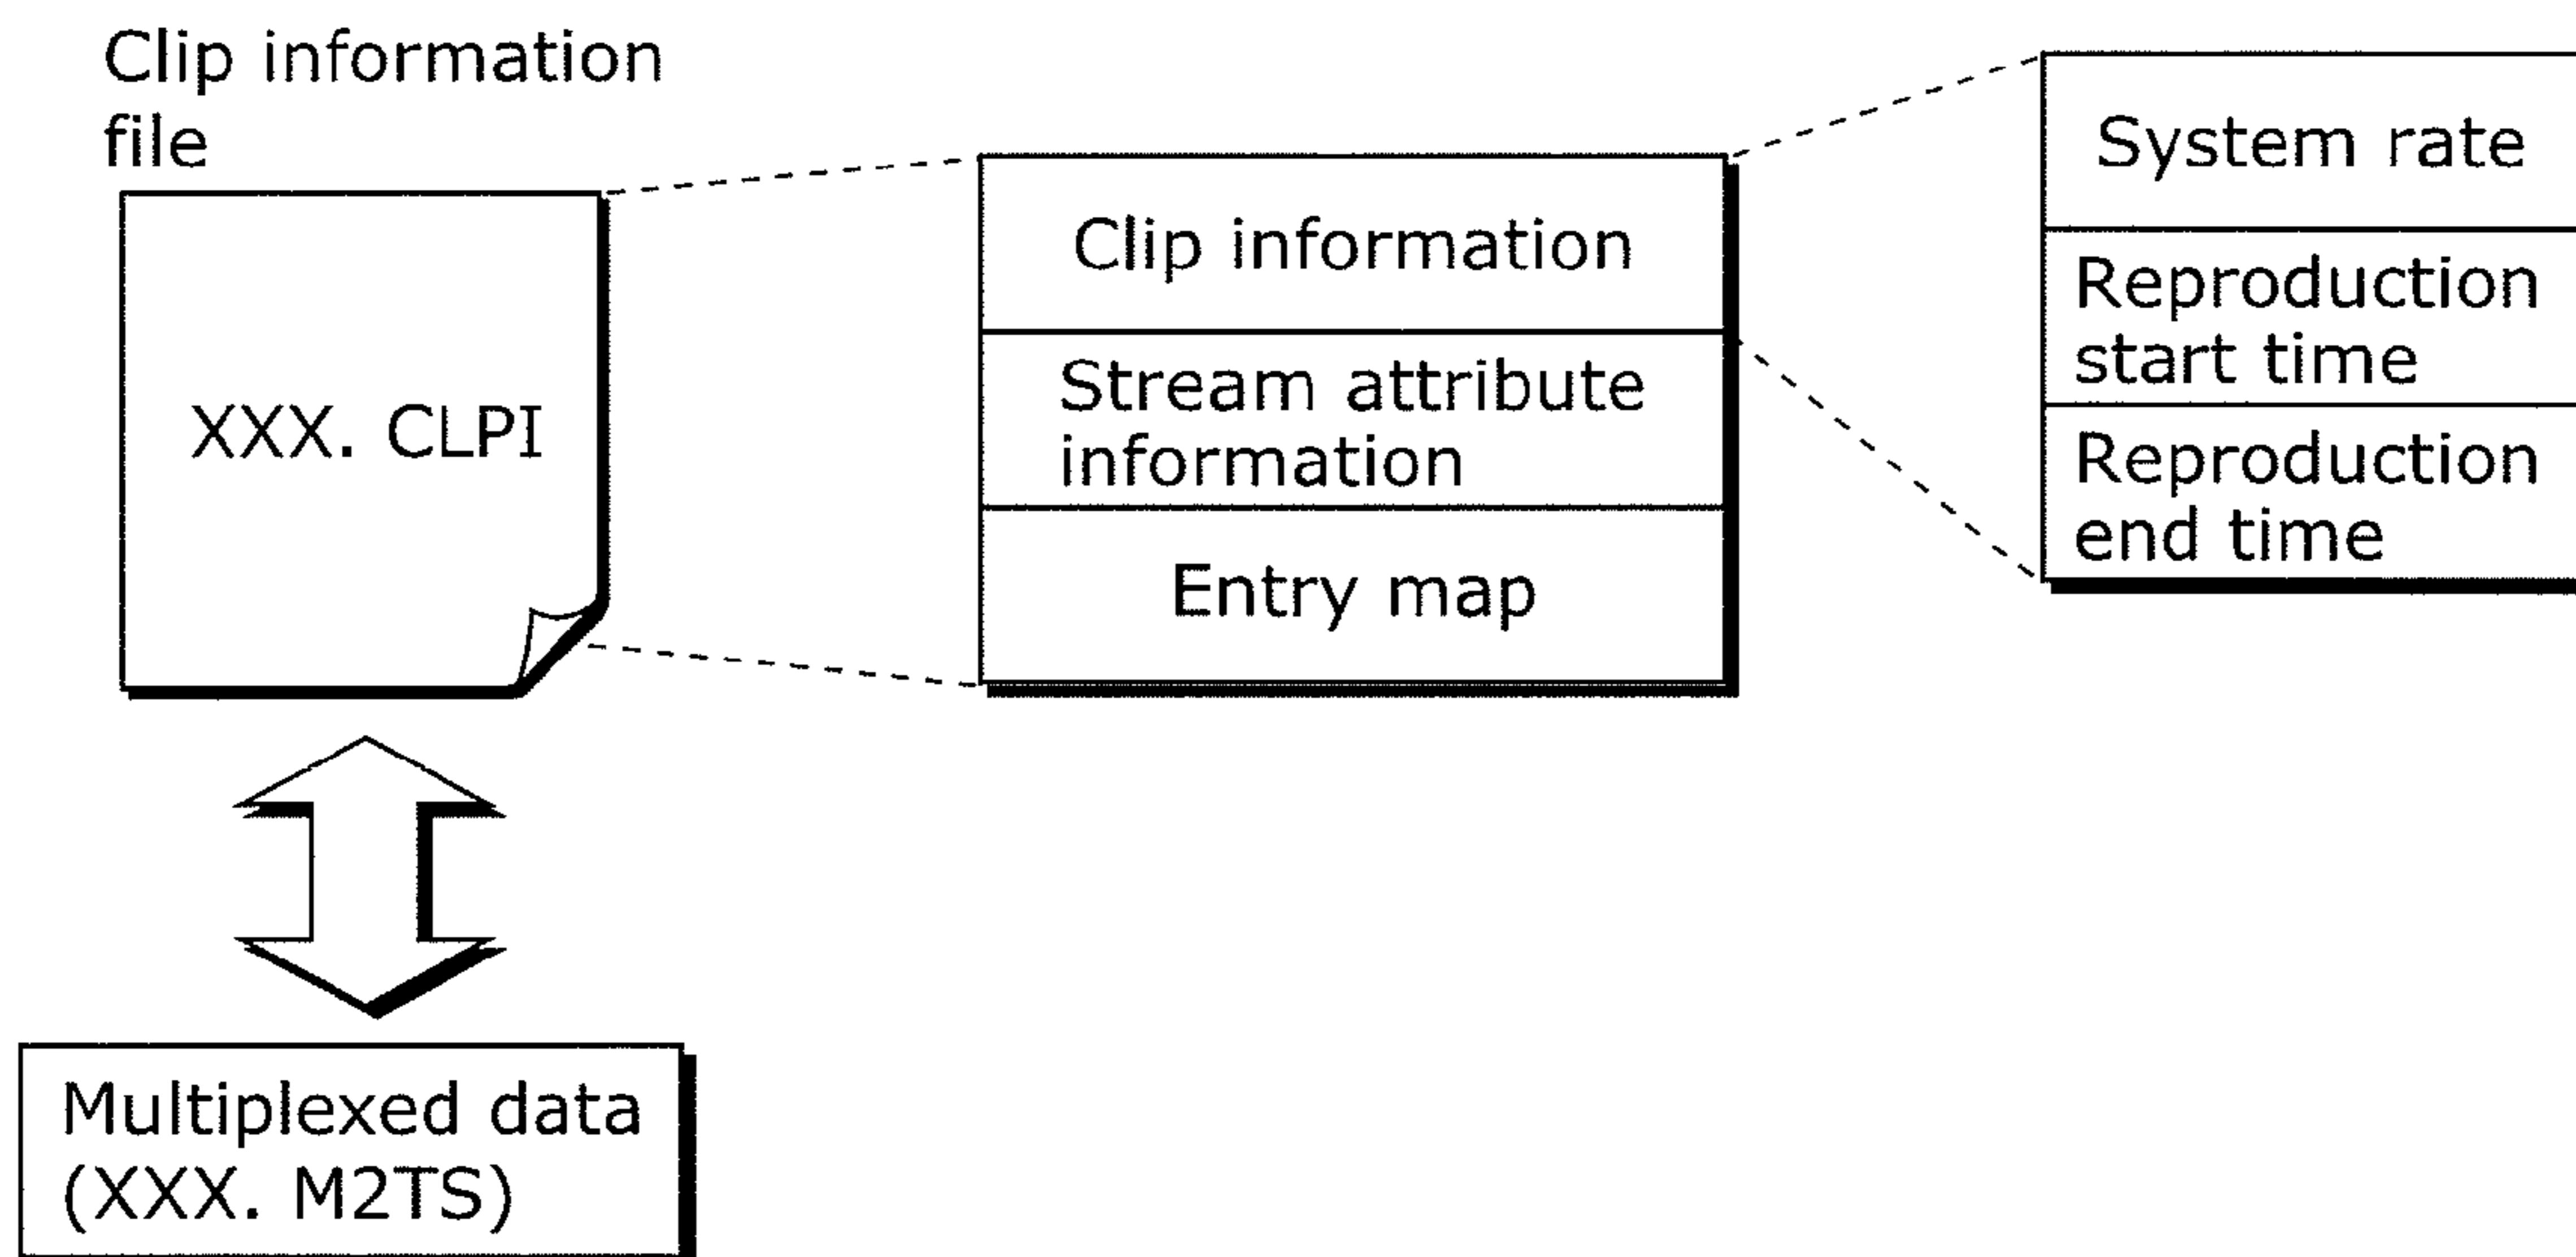 Clip information
file
XXX. CLPI
Clip information
Stream attribute
information
Entry map
System rate
Reproduction
start time
Reproduction
end time
Multiplexed data
(XXX. M2TS)